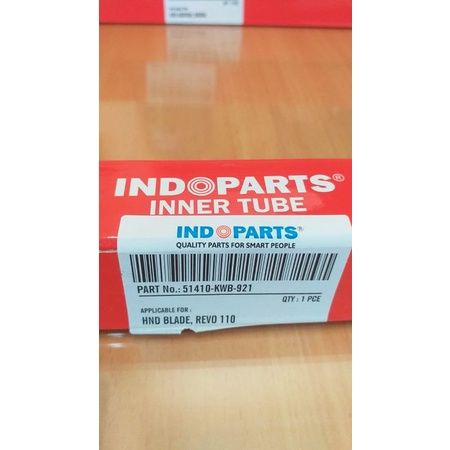 INDOPARTS®
INNER TUBE
INDOPARTS®
QUALITY PARTS FOR SMART PEOPLE
PART No.: 51410-KWB-921
QTY : 1 PCE
APPLICABLE FOR :
HND BLADE, REVO 110